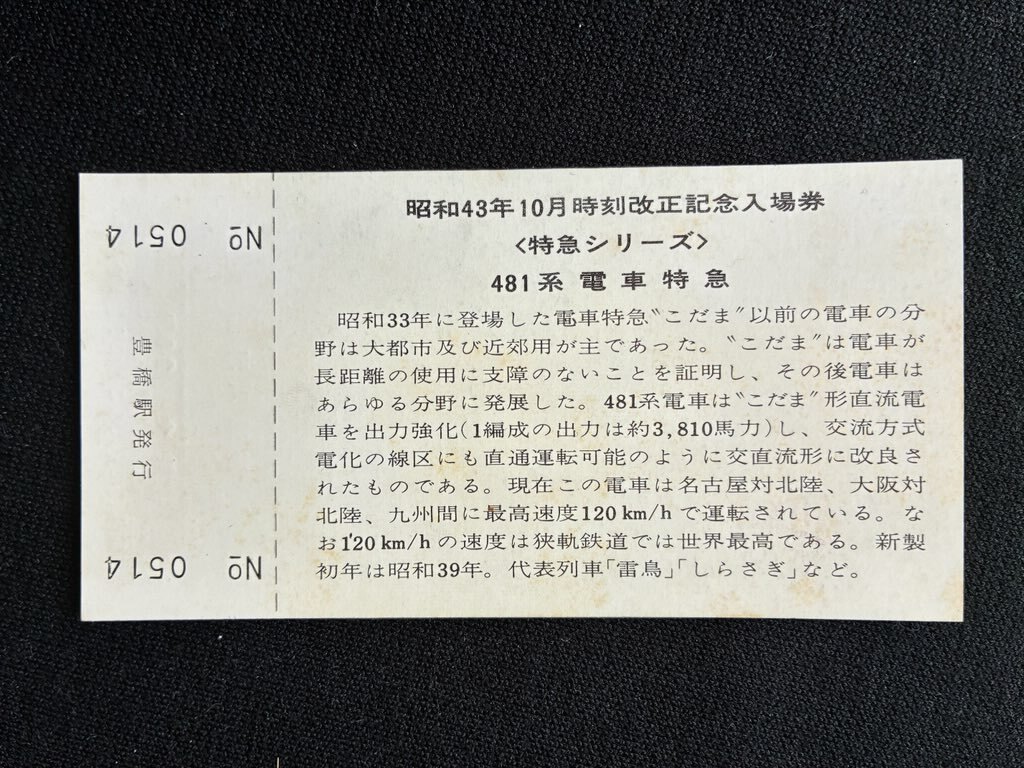 昭和43年10月時刻改正記念入場券
<特急シリーズ>
481系 電車特急
昭和33年に登場した電車特急〝こだま〟以前の電車の分
野は大都市及び近郊用が主であった。〝こだま〟は電車が
長距離の使用に支障のないことを証明し、その後電車は
あらゆる分野に発展した。481系電車は〝こだま〟形直流電
車を出力強化(1編成の出力は約3,810馬力)し、交流方式
電化の線区にも直通運転可能のように交直流形に改良さ
れたものである。現在この電車は名古屋対北陸、大阪対
北陸、九州間に最高速度120km/hで運転されている。な
お120km/hの速度は狭軌鉄道では世界最高である。新製
初年は昭和39年。代表列車「雷鳥」「しらさぎ」など。
№ 0514
豊橋駅発行
№ 0514